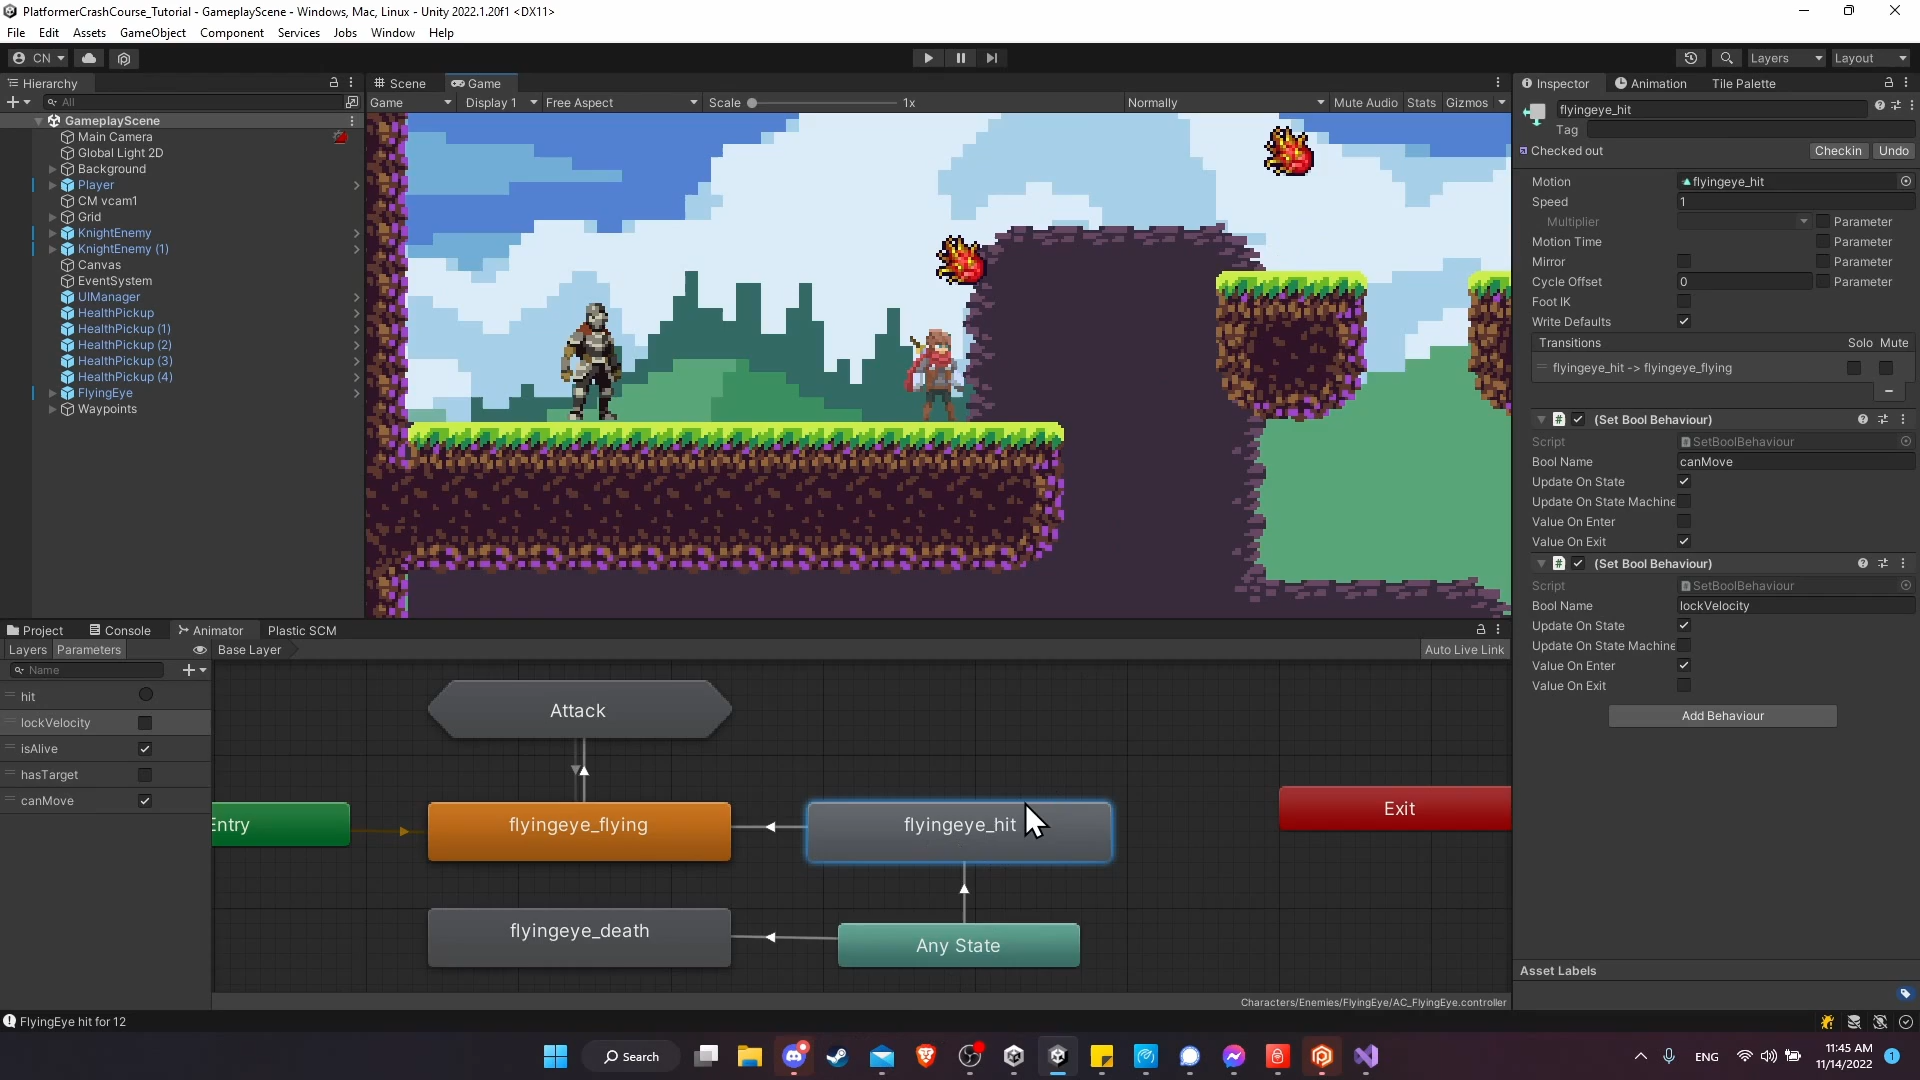 PlatformerCrashCourse_Tutorial - GameplayScene - Windows, Mac, Linux - Unity 2022.1.20f1 <DX11>
File Edit Assets GameObject Component Services Jobs Window Help
CN Layers Layout
Hierarchy
All
GameplayScene
Main Camera
Global Light 2D
Background
Player
CM vcam1
Grid
KnightEnemy
KnightEnemy (1)
Canvas
EventSystem
UIManager
HealthPickup
HealthPickup (1)
HealthPickup (2)
HealthPickup (3)
HealthPickup (4)
FlyingEye
Waypoints
Scene Game
Game Display 1 Free Aspect Scale 1x Normally Mute Audio Stats Gizmos
Inspector Animation Tile Palette
flyingeye_hit
Tag
Checked out Checkin Undo
Motion flyingeye_hit
Speed 1
Multiplier Parameter
Motion Time Parameter
Mirror Parameter
Cycle Offset 0 Parameter
Foot IK
Write Defaults
Transitions Solo Mute
flyingeye_hit -> flyingeye_flying
(Set Bool Behaviour)
Script SetBoolBehaviour
Bool Name canMove
Update On State
Update On State Machine
Value On Enter
Value On Exit
(Set Bool Behaviour)
Script SetBoolBehaviour
Bool Name lockVelocity
Update On State
Update On State Machine
Value On Enter
Value On Exit
Add Behaviour
Asset Labels
Project Console Animator Plastic SCM
Layers Parameters Base Layer Auto Live Link
Name
hit
lockVelocity
isAlive
hasTarget
canMove
Attack
Entry flyingeye_flying flyingeye_hit Exit
flyingeye_death Any State
Characters/Enemies/FlyingEye/AC_FlyingEye.controller
FlyingEye hit for 12
Search
ENG
11:45 AM
11/14/2022
1